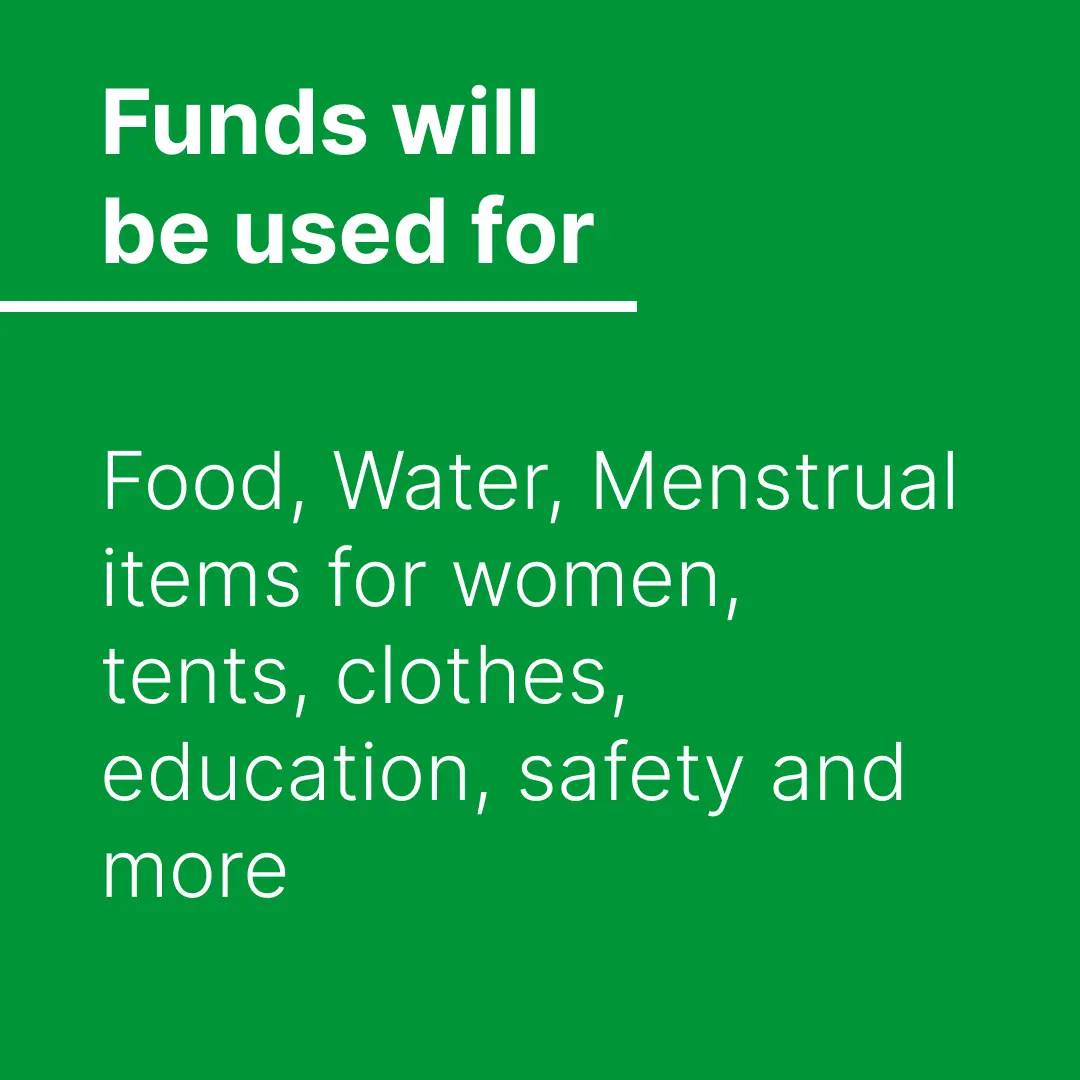 Funds will
be used for
Food, Water, Menstrual
items for women,
tents, clothes,
education, safety and
more